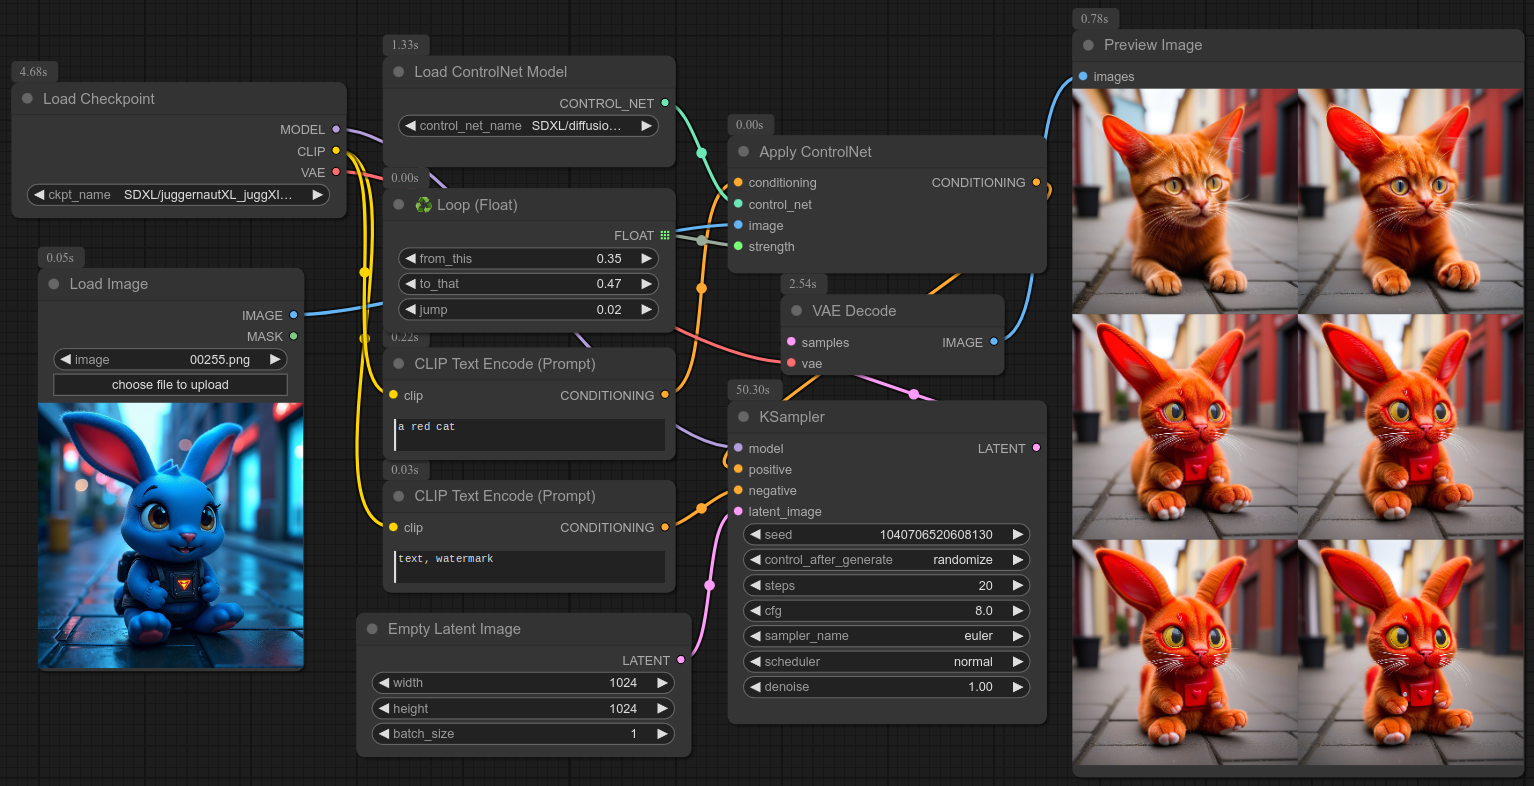 4.68s
Load Checkpoint
MODEL
CLIP
VAE
ckpt_name SDXL/juggernautXL_juggXI...
0.05s
Load Image
IMAGE
MASK
image 00255.png
choose file to upload
1.33s
Load ControlNet Model
CONTROL_NET
control_net_name SDXL/diffusio...
0.00s
Loop (Float)
FLOAT
from_this 0.35
to_that 0.47
jump 0.02
0.22s
CLIP Text Encode (Prompt)
clip CONDITIONING
a red cat
0.03s
CLIP Text Encode (Prompt)
clip CONDITIONING
text, watermark
Empty Latent Image
LATENT
width 1024
height 1024
batch_size 1
0.00s
Apply ControlNet
conditioning CONDITIONING
control_net
image
strength
2.54s
VAE Decode
samples IMAGE
vae
50.30s
KSampler
model LATENT
positive
negative
latent_image
seed 1040706520608130
control_after_generate randomize
steps 20
cfg 8.0
sampler_name euler
scheduler normal
denoise 1.00
0.78s
Preview Image
images